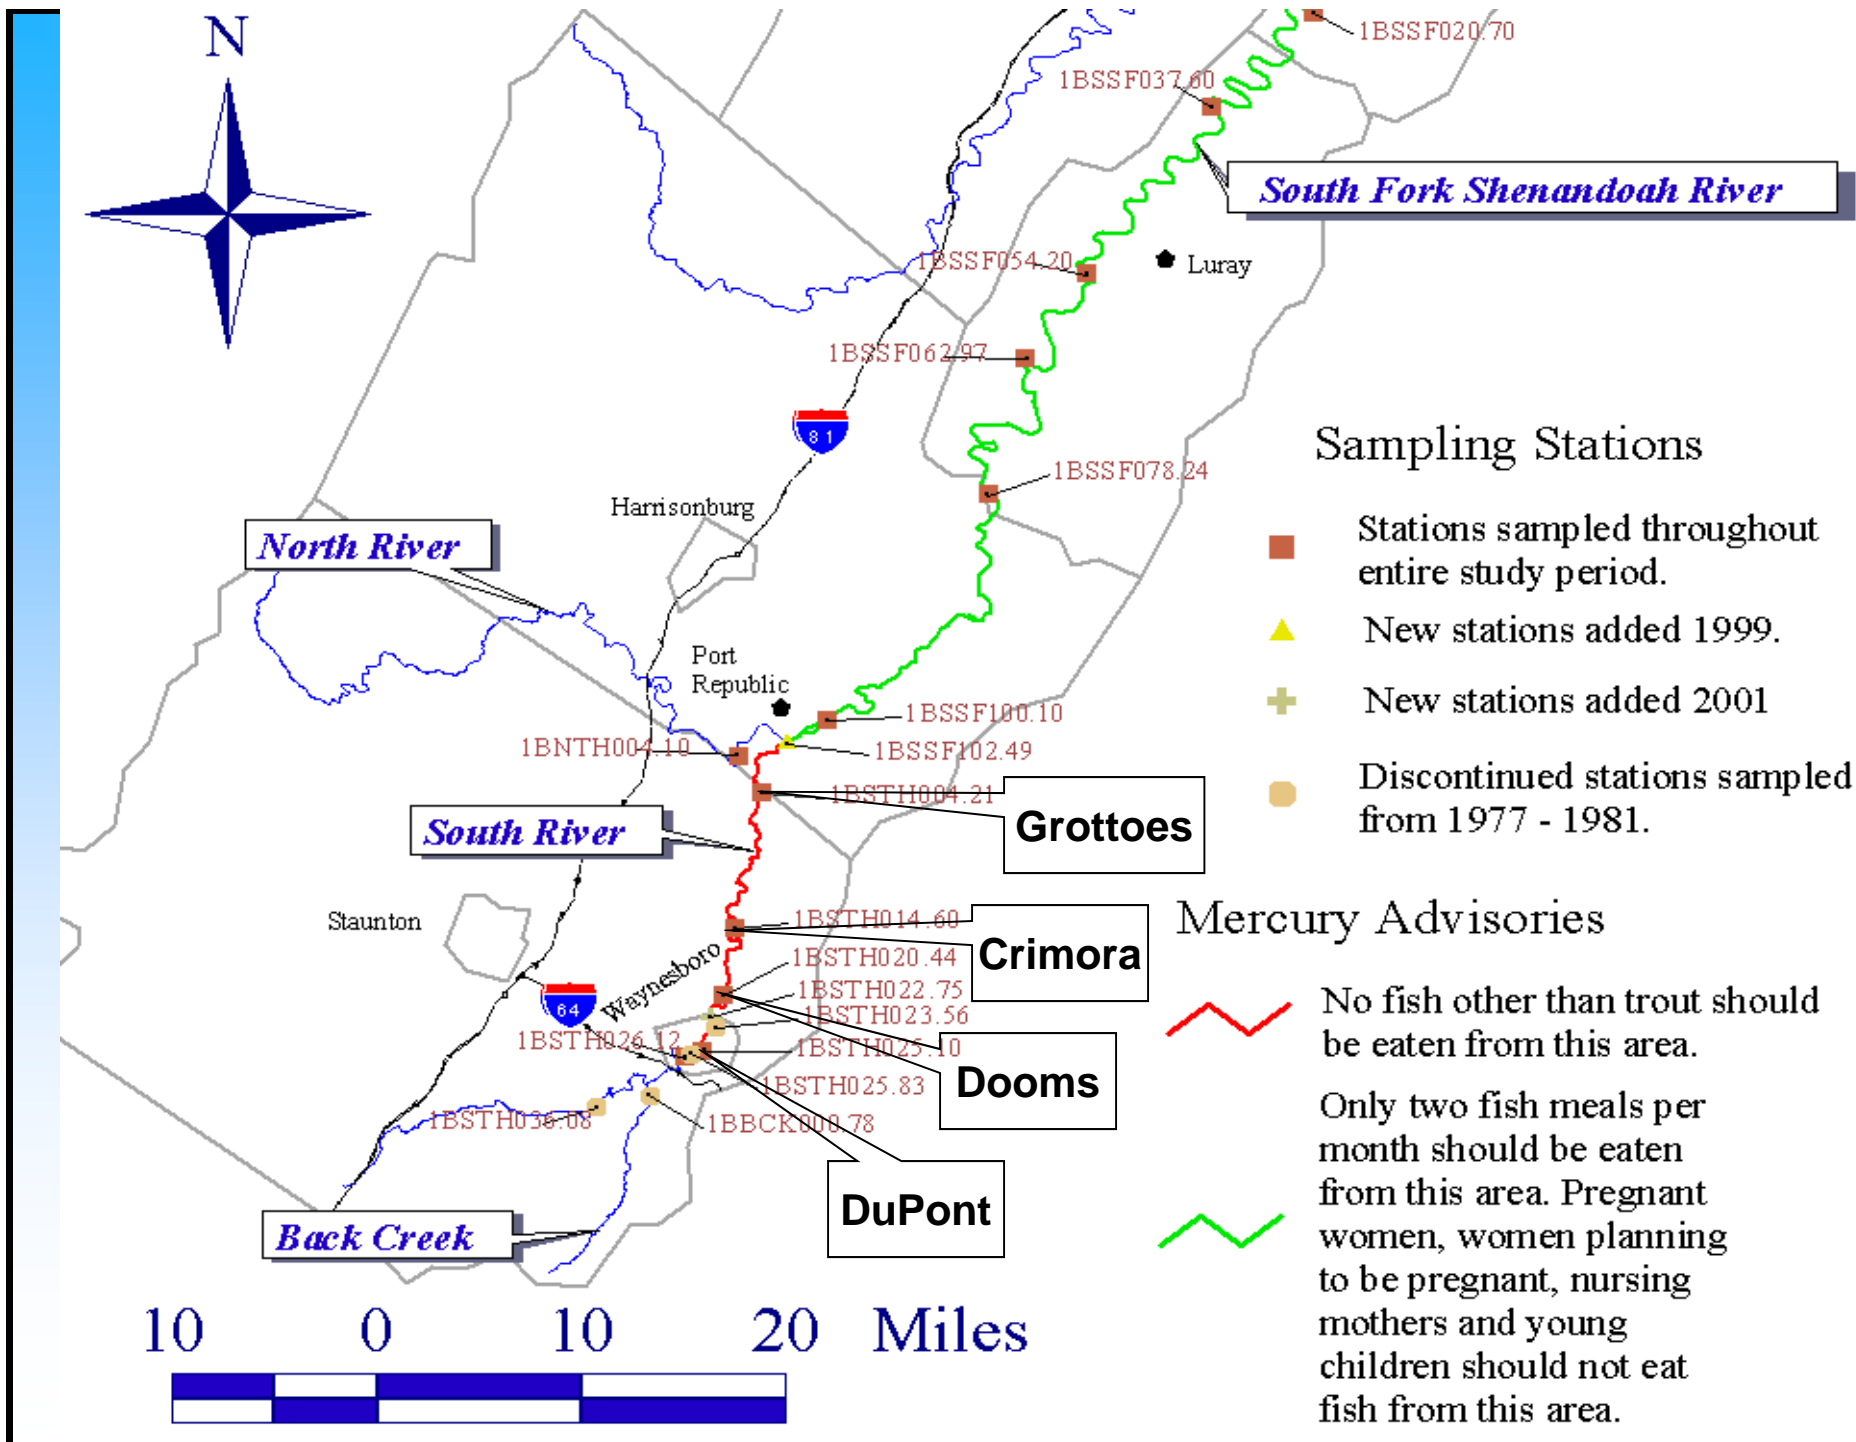 N
1BSSF020.70
1BSSF037.60
South Fork Shenandoah River
1BSSF054.20
Luray
1BSSF062.97
81
1BSSF078.24
Harrisonburg
North River
Port
Republic
1BSSF100.10
1BNTH004.10
1BSSF102.49
1BSTH004.21
Grottoes
South River
Staunton
1BSTH014.60
Crimora
Waynesboro
1BSTH020.44
1BSTH022.75
64
1BSTH023.56
1BSTH026.12
1BSTH025.10
Dooms
1BSTH025.83
1BSTH036.08
1BBCK000.78
DuPont
Back Creek
10 0 10 20 Miles
Sampling Stations
Stations sampled throughout
entire study period.
New stations added 1999.
New stations added 2001
Discontinued stations sampled
from 1977 - 1981.
Mercury Advisories
No fish other than trout should
be eaten from this area.
Only two fish meals per
month should be eaten
from this area. Pregnant
women, women planning
to be pregnant, nursing
mothers and young
children should not eat
fish from this area.